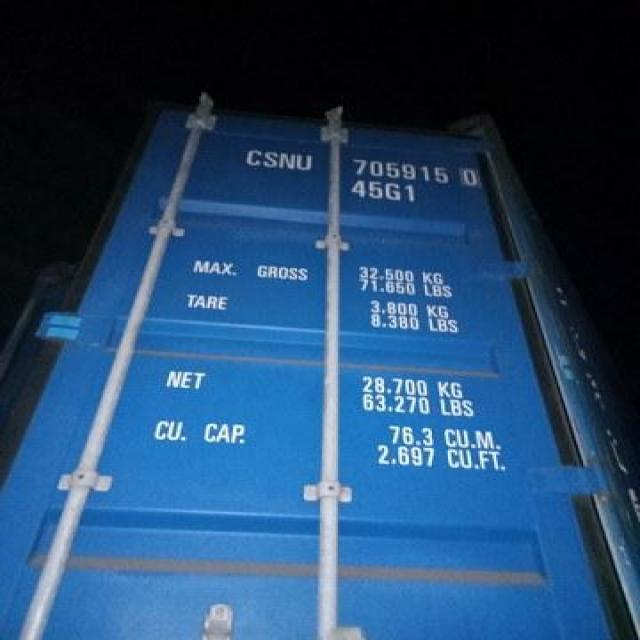 CSNU 705915 0
45G1
MAX. GROSS 32.500 KG
71.650 LBS
TARE 3.800 KG
8.380 LBS
NET 28.700 KG
63.270 LBS
CU. CAP. 76.3 CU.M.
2.697 CU.FT.